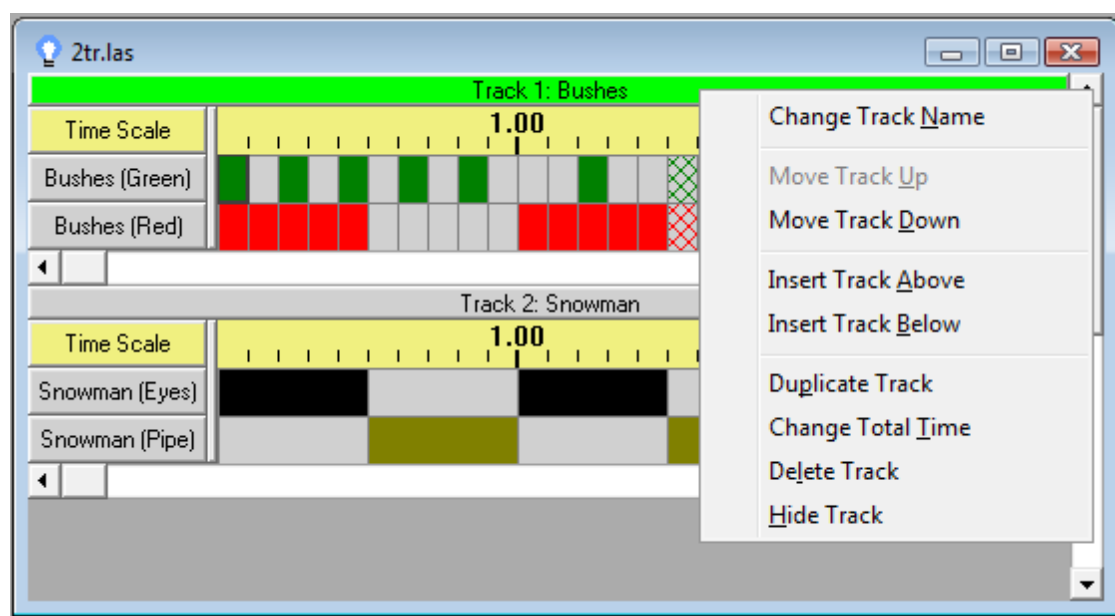 2tr.las
Track 1: Bushes
Time Scale
1.00
Bushes (Green)
Bushes (Red)
Track 2: Snowman
Time Scale
1.00
Snowman (Eyes)
Snowman (Pipe)
Change Track Name
Move Track Up
Move Track Down
Insert Track Above
Insert Track Below
Duplicate Track
Change Total Time
Delete Track
Hide Track